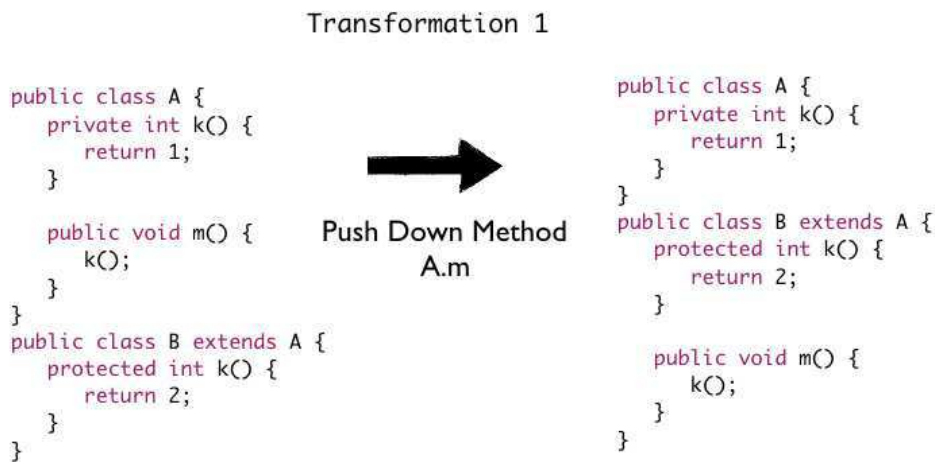 Transformation 1
public class A {
private int k() {
return 1;
}
public void m() {
k();
}
}
public class B extends A {
protected int k() {
return 2;
}
}
Push Down Method
A.m
public class A {
private int k() {
return 1;
}
}
public class B extends A {
protected int k() {
return 2;
}
public void m() {
k();
}
}